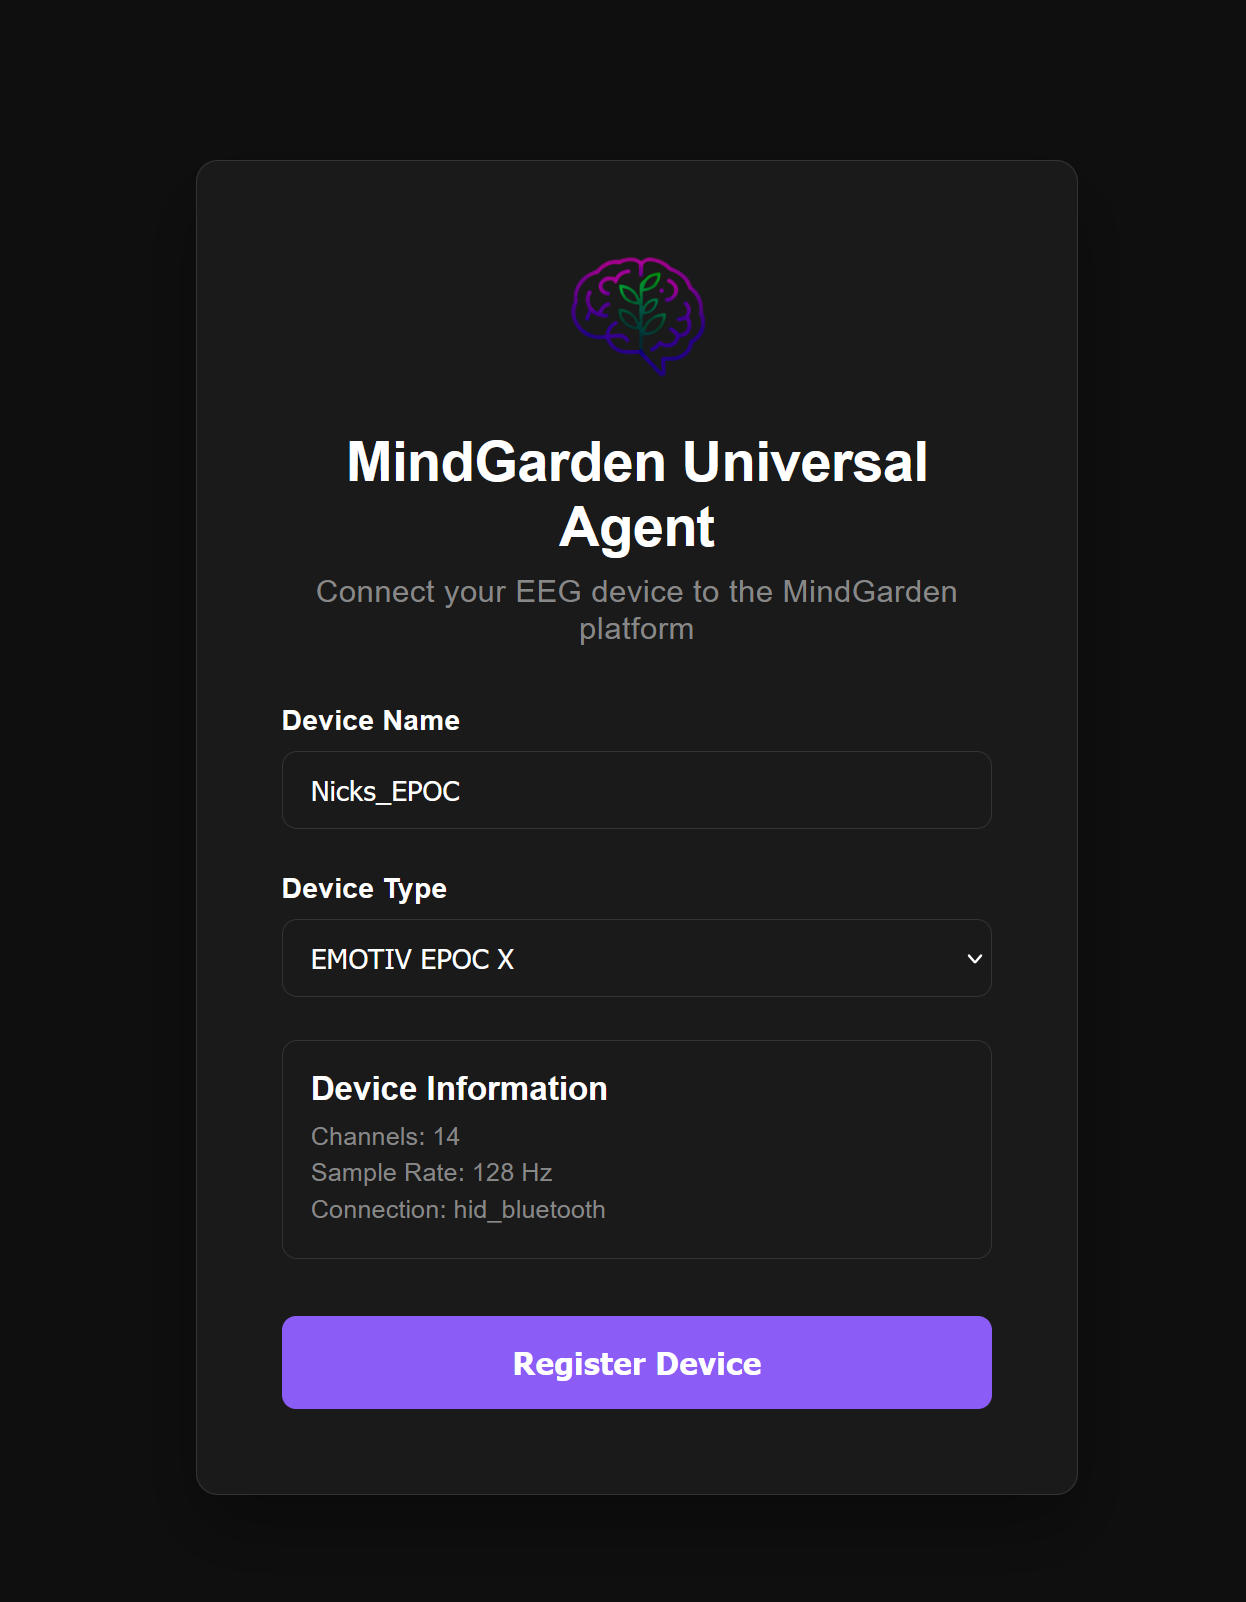 MindGarden Universal
Agent
Connect your EEG device to the MindGarden
platform
Device Name
Nicks_EPOC
Device Type
EMOTIV EPOC X
Device Information
Channels: 14
Sample Rate: 128 Hz
Connection: hid_bluetooth
Register Device